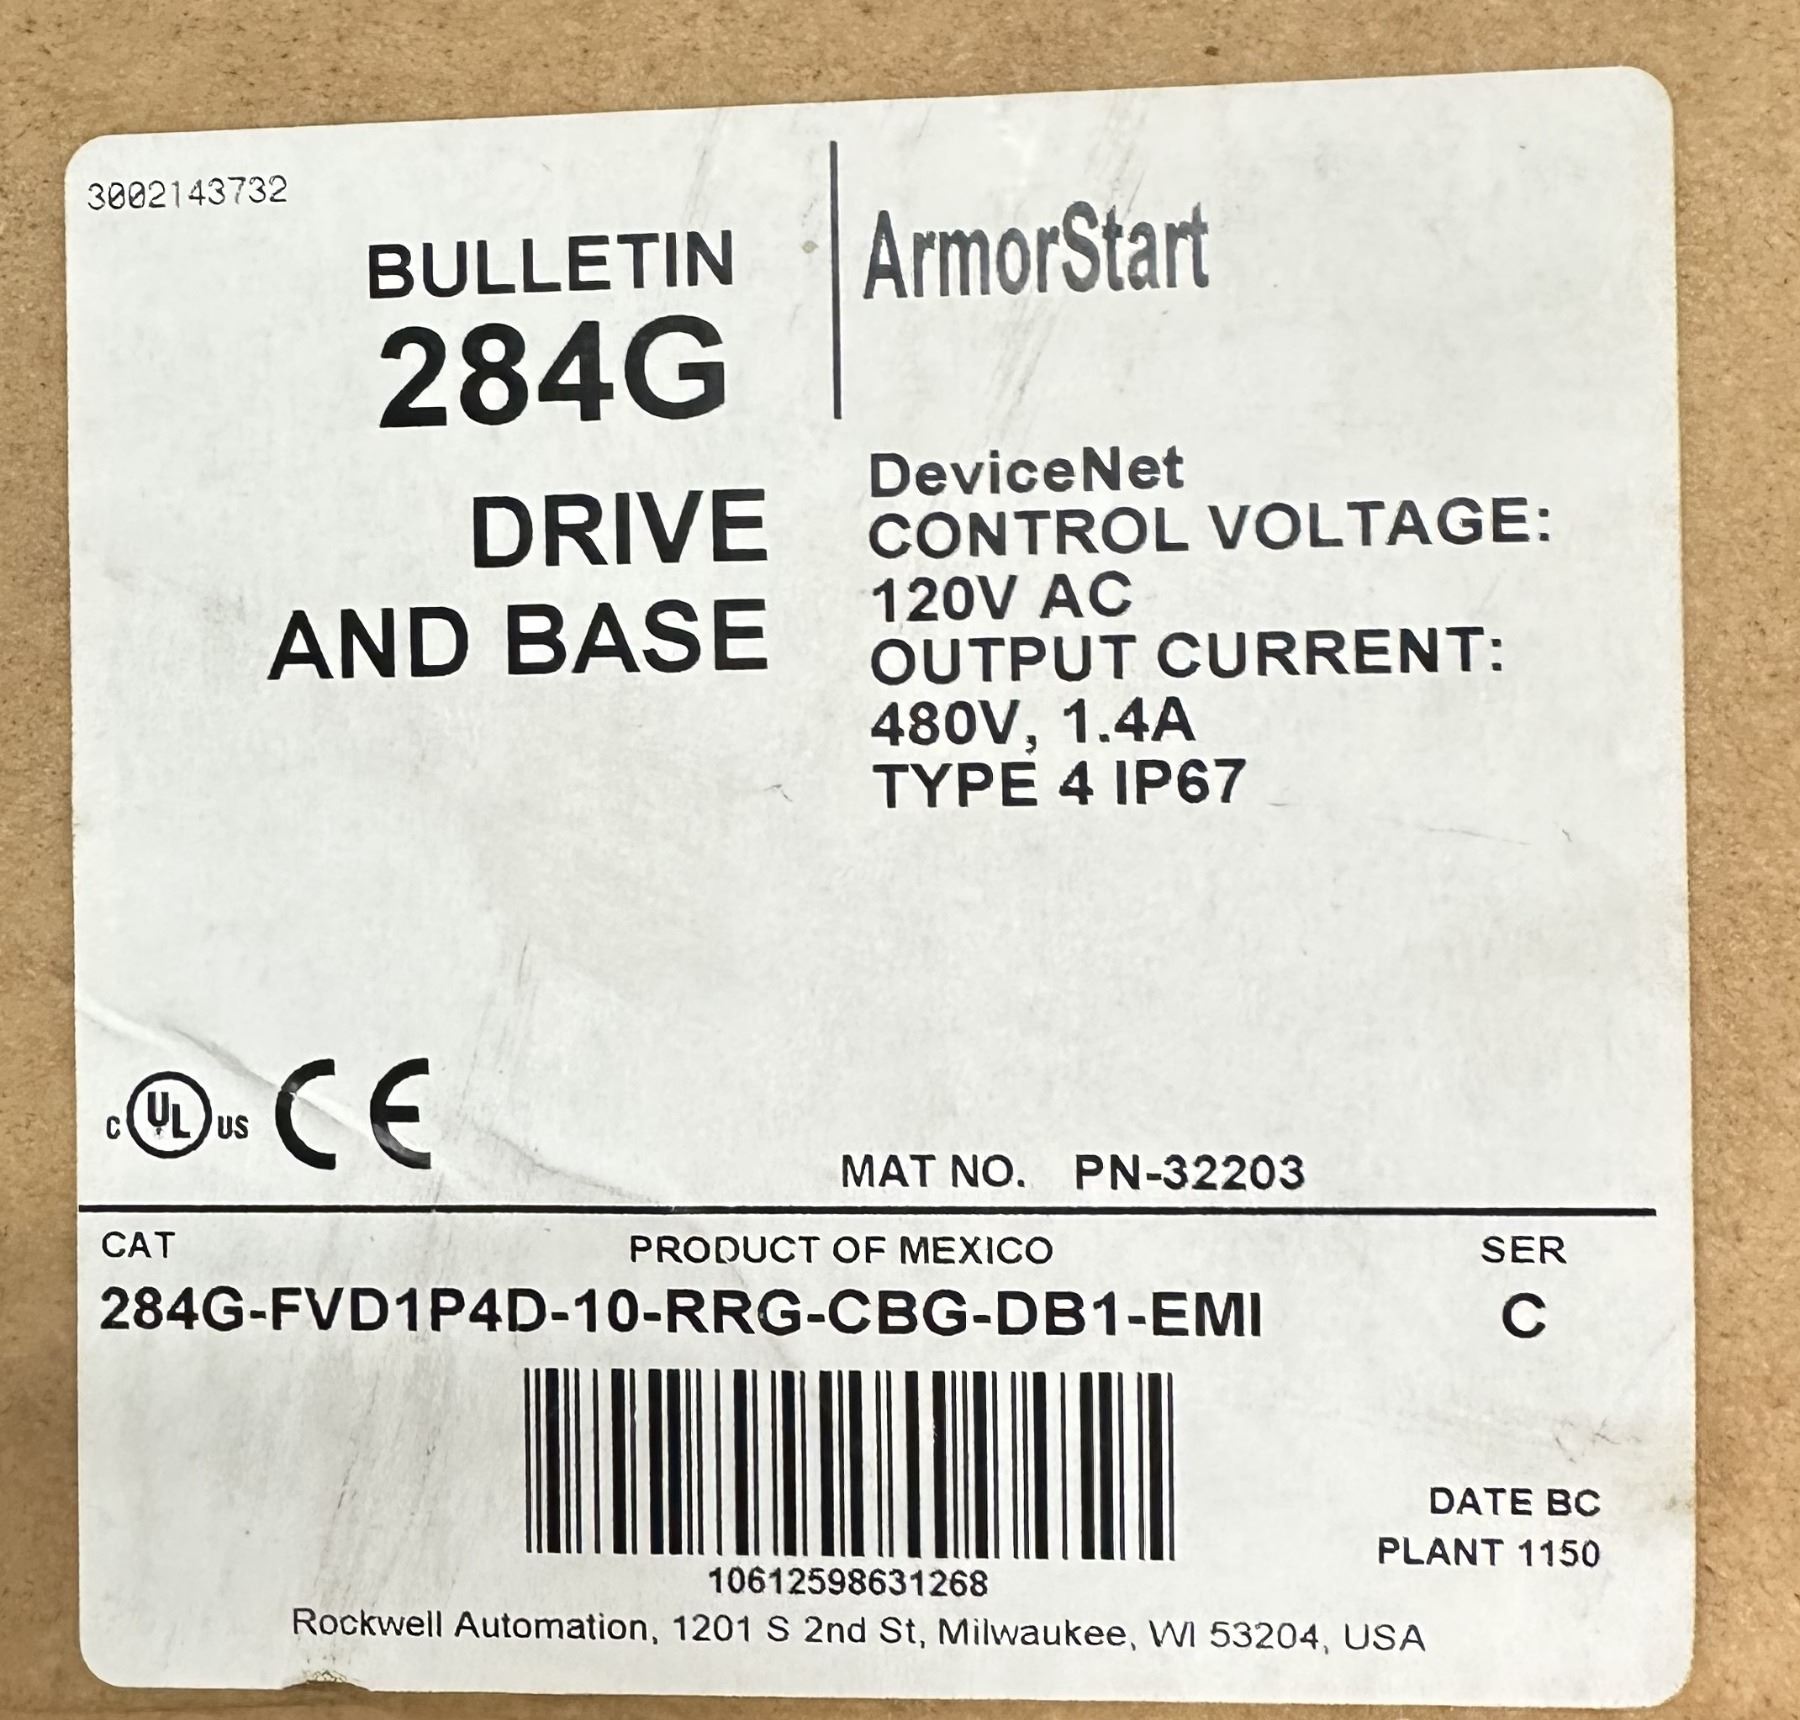 3002143732
BULLETIN
284G
DRIVE
AND BASE
ArmorStart
DeviceNet
CONTROL VOLTAGE:
120V AC
OUTPUT CURRENT:
480V, 1.4A
TYPE 4 IP67
C UL US CE
MAT NO. PN-32203
CAT PRODUCT OF MEXICO SER
284G-FVD1P4D-10-RRG-CBG-DB1-EMI C
DATE BC
PLANT 1150
10612598631268
Rockwell Automation, 1201 S 2nd St, Milwaukee, WI 53204, USA